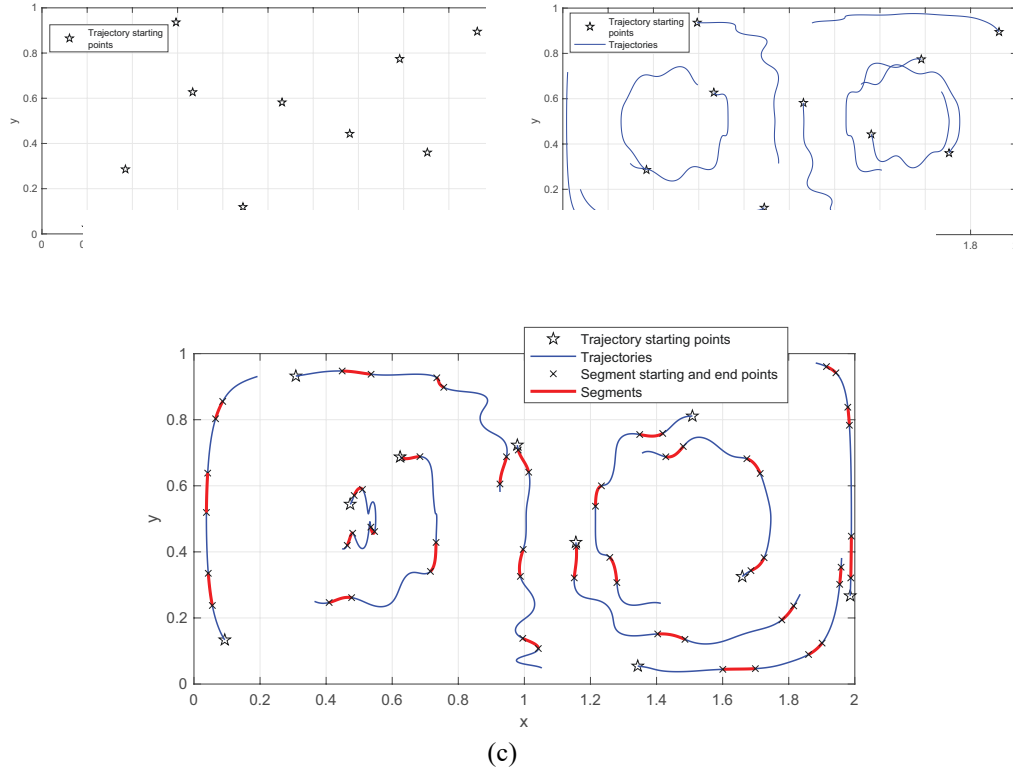 1
Trajectory starting
points
0.8
0.6
y
0.4
0.2
0
0
1
Trajectory starting
points
Trajectories
0.8
0.6
y
0.4
0.2
1.8
Trajectory starting points
Trajectories
Segment starting and end points
Segments
1
0.8
0.6
y
0.4
0.2
0
0 0.2 0.4 0.6 0.8 1 1.2 1.4 1.6 1.8 2
x
(c)